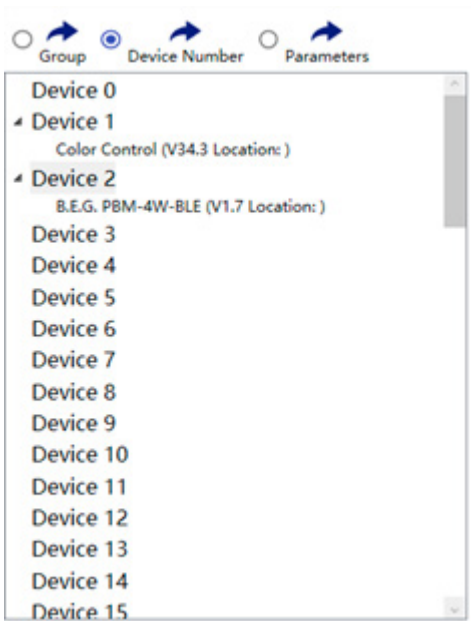 Group Device Number Parameters
Device 0
Device 1
Color Control (V34.3 Location: )
Device 2
B.E.G. PBM-4W-BLE (V1.7 Location: )
Device 3
Device 4
Device 5
Device 6
Device 7
Device 8
Device 9
Device 10
Device 11
Device 12
Device 13
Device 14
Device 15